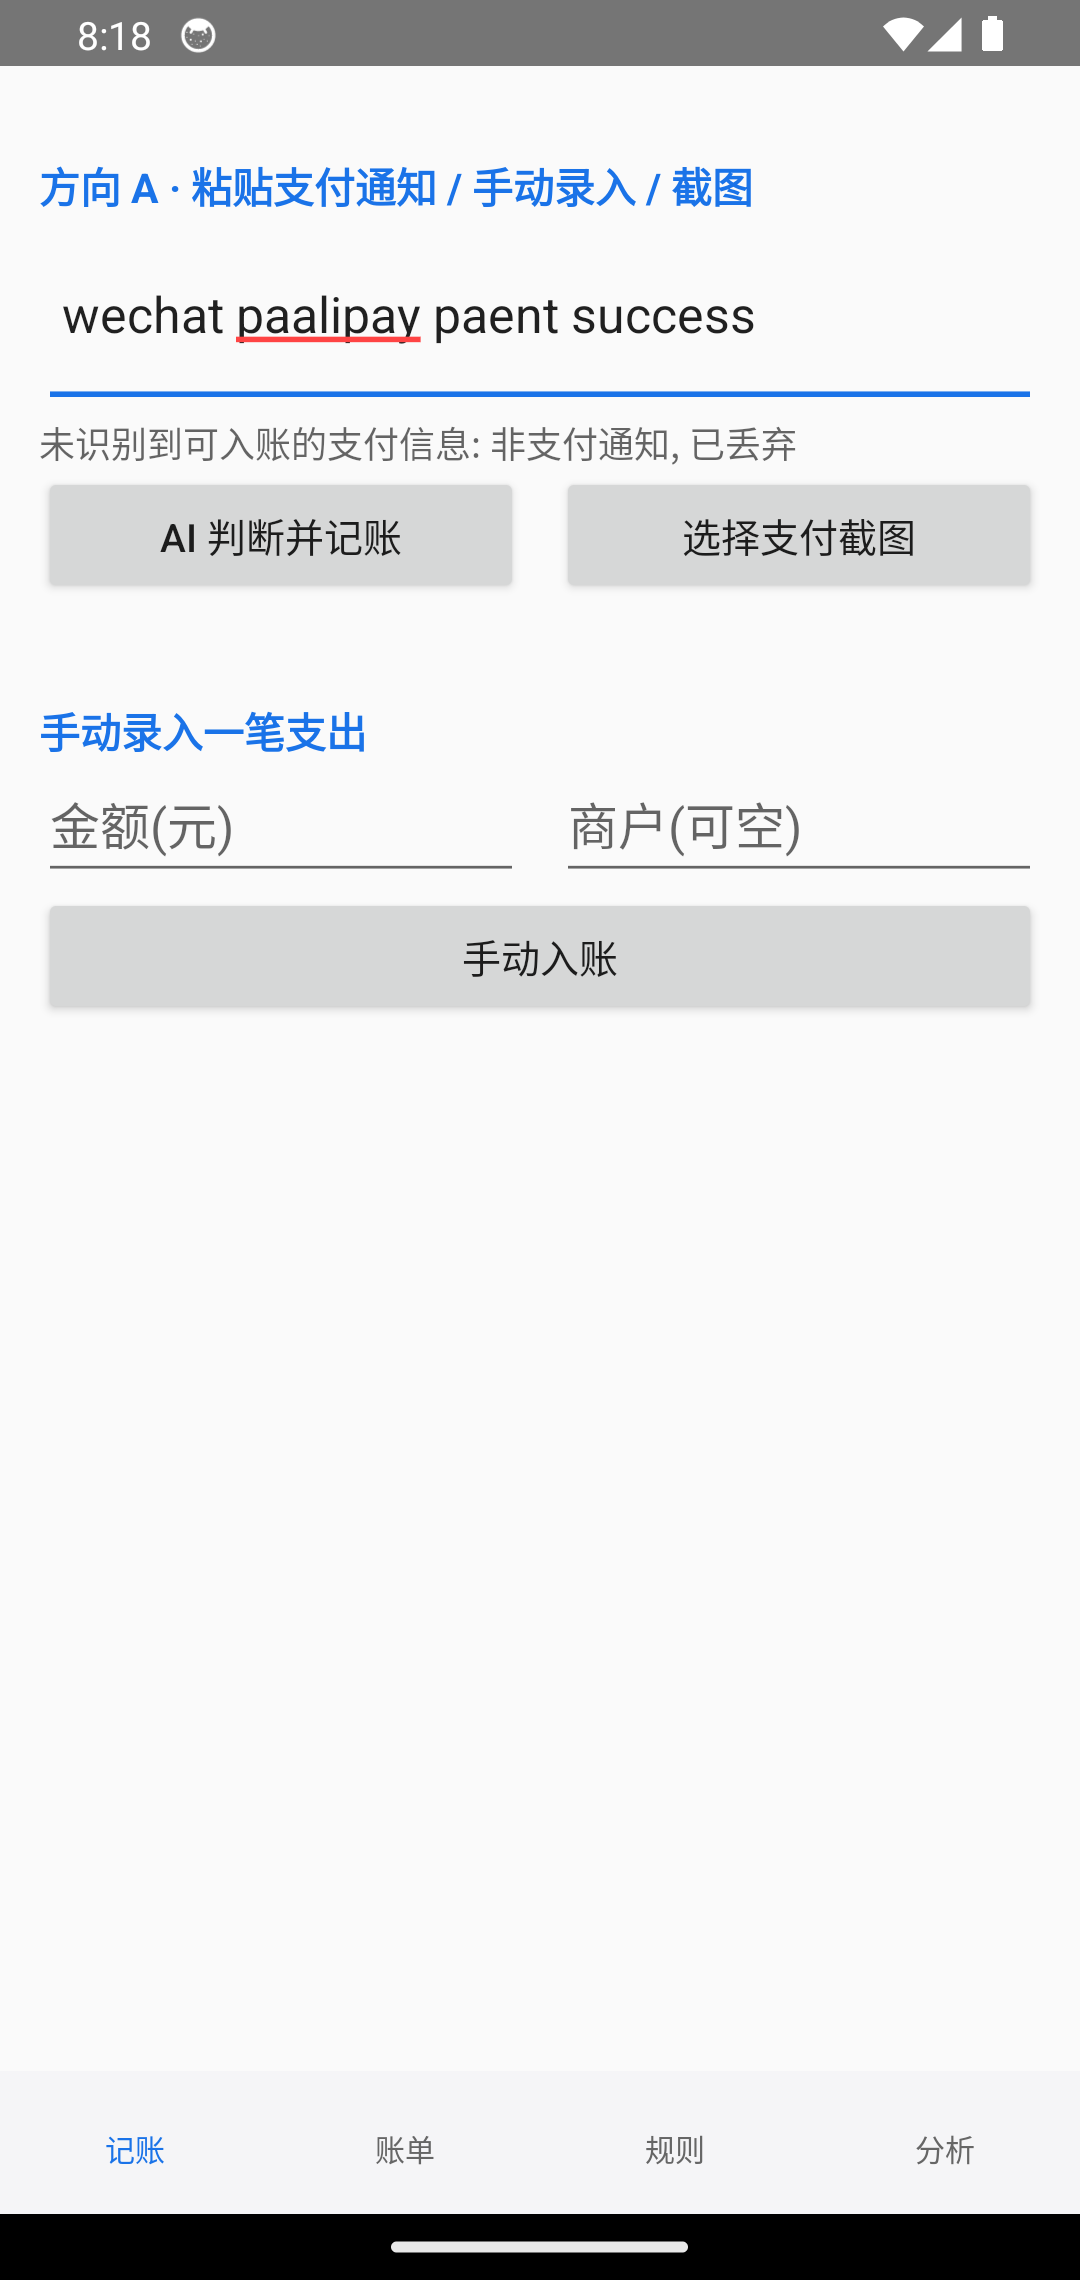 8:18
方向 A · 粘贴支付通知 / 手动录入 / 截图
wechat paalipay paent success
未识别到可入账的支付信息: 非支付通知, 已丢弃
AI 判断并记账
选择支付截图
手动录入一笔支出
金额(元)
商户(可空)
手动入账
记账
账单
规则
分析